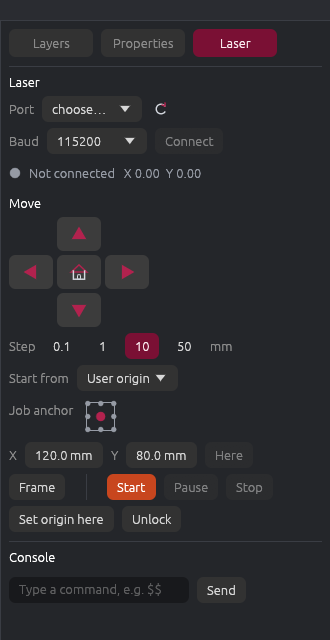 Layers Properties Laser
Laser
Port choose...
Baud 115200 Connect
Not connected X 0.00 Y 0.00
Move
Step 0.1 1 10 50 mm
Start from User origin
Job anchor
X 120.0 mm Y 80.0 mm Here
Frame Start Pause Stop
Set origin here Unlock
Console
Type a command, e.g. $$ Send